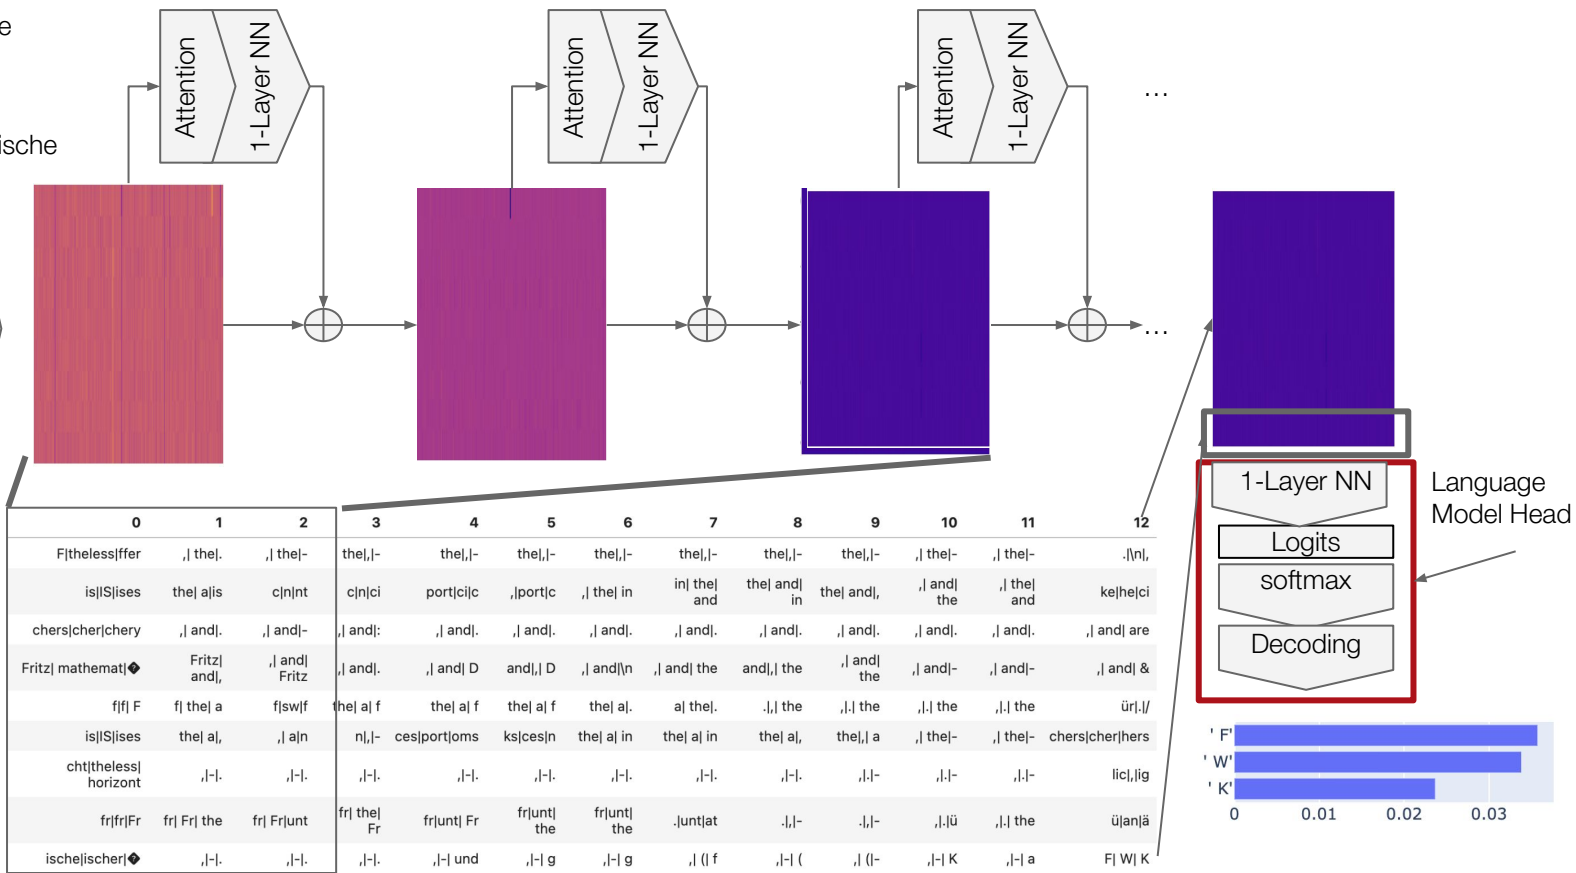 e
ische
Attention
1-Layer NN
Attention
1-Layer NN
Attention
1-Layer NN
...
...
0 1 2 3 4 5 6 7 8 9 10 11 12
F|theless|ffer ,| the|. ,| the|- the|,|- the|,|- the|,|- the|,|- the|,|- the|,|- the|,|- ,| the|- ,| the|- .|\n|,
is|IS|ises the| a|is c|n|nt c|n|ci port|ci|c ,|port|c ,| the| in in| the| and the| and| in the| and|, ,| and| the ,| the| and ke|he|ci
chers|cher|chery ,| and|. ,| and|- ,| and|: ,| and|. ,| and|. ,| and|. ,| and|. ,| and|. ,| and|. ,| and|. ,| and|. ,| and| are
Fritz| mathemat|� Fritz| and|, ,| and| Fritz ,| and|. ,| and| D and|,| D ,| and|\n ,| and| the and|,| the ,| and| the ,| and|- ,| and|- ,| and| &
f|f| F f| the| a f|sw|f the| a| f the| a| f the| a| f the| a|. a| the|. .|,| the ,|.| the ,|.| the ,|.| the ür|.|/
is|IS|ises the| a|, ,| a|n n|,|- ces|port|oms ks|ces|n the| a| in the| a| in the| a|, the|,| a ,| the|- ,| the|- chers|cher|hers
cht|theless| horizont ,|-|. ,|-|. ,|-|. ,|-|. ,|-|. ,|-|. ,|-|. ,|-|. ,|.|- ,|.|- ,|.|- lic|,|ig
fr|fr|Fr fr| Fr| the fr| Fr|unt fr| the| Fr fr|unt| Fr fr|unt| the fr|unt| the .|unt|at .|,|- .|,|- ,|.|ü ,|.| the ü|an|ä
ische|ischer|� ,|-|. ,|-|. ,|-|. ,|-| und ,|-| g ,|-| g ,| (| f ,|-| ( ,| (|- ,|-| K ,|-| a F| W| K
1-Layer NN
Logits
softmax
Decoding
Language
Model Head
' F'
' W'
' K'
0 0.01 0.02 0.03